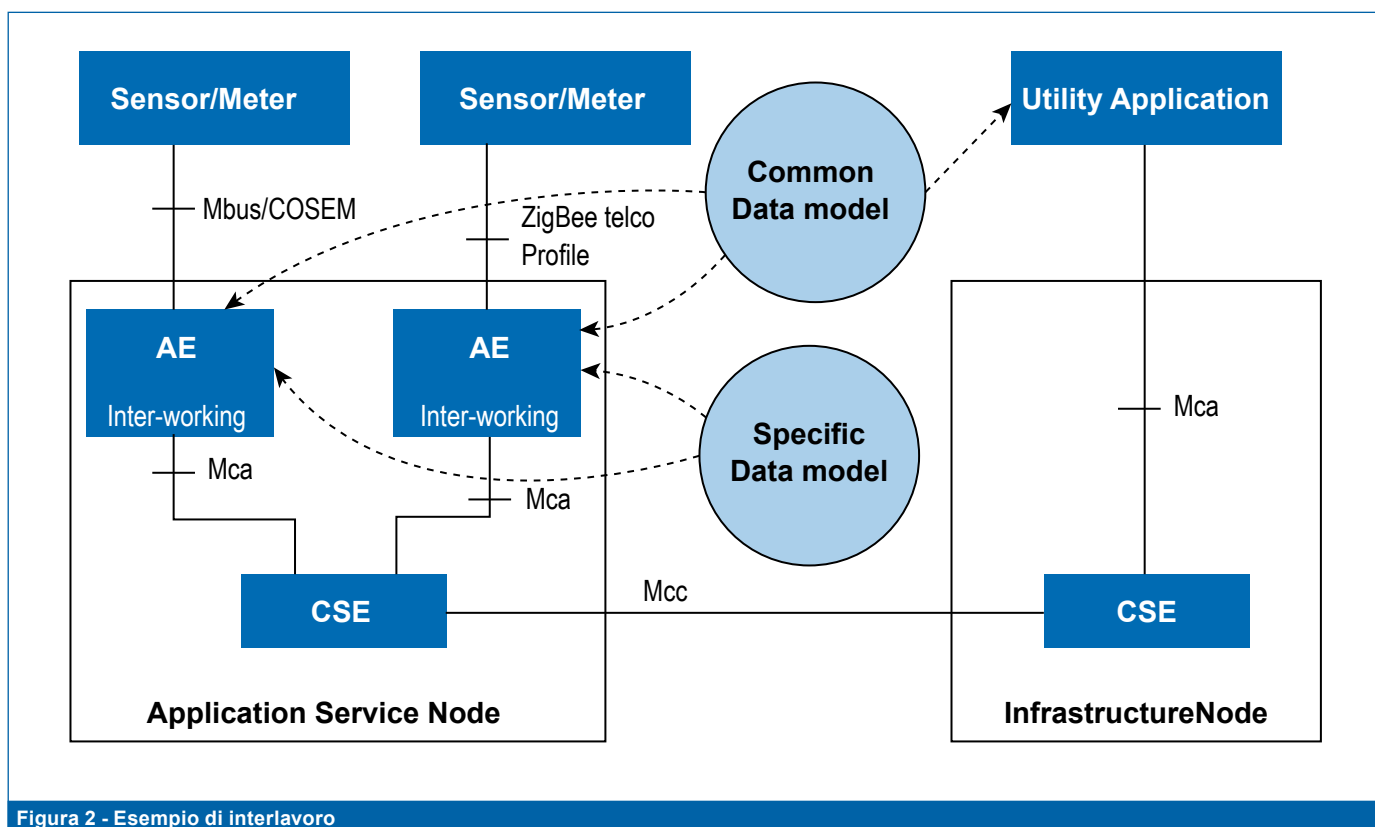 Sensor/Meter
Sensor/Meter
Utility Application
Common
Data model
Mbus/COSEM
ZigBee telco
Profile
AE
Inter-working
AE
Inter-working
Specific
Data model
Mca
Mca
Mca
Mcc
CSE
CSE
Application Service Node
InfrastructureNode
Figura 2 - Esempio di interlavoro